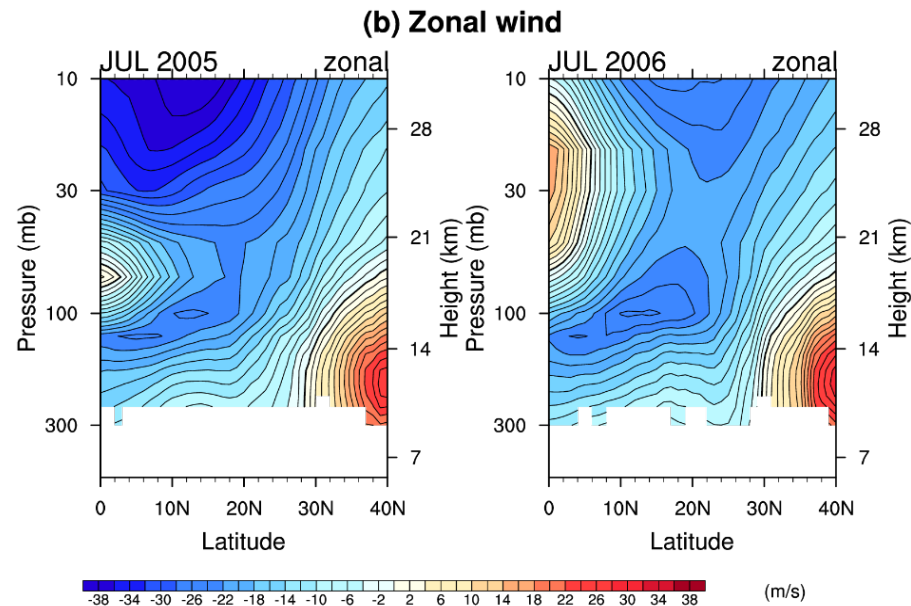 (b) Zonal wind
JUL 2005 zonal
JUL 2006 zonal
10
30
100
300
Pressure (mb)
28
21
14
7
Height (km)
0 10N 20N 30N 40N
Latitude
10
30
100
300
Pressure (mb)
28
21
14
7
Height (km)
0 10N 20N 30N 40N
Latitude
-38 -34 -30 -26 -22 -18 -14 -10 -6 -2 2 6 10 14 18 22 26 30 34 38
(m/s)